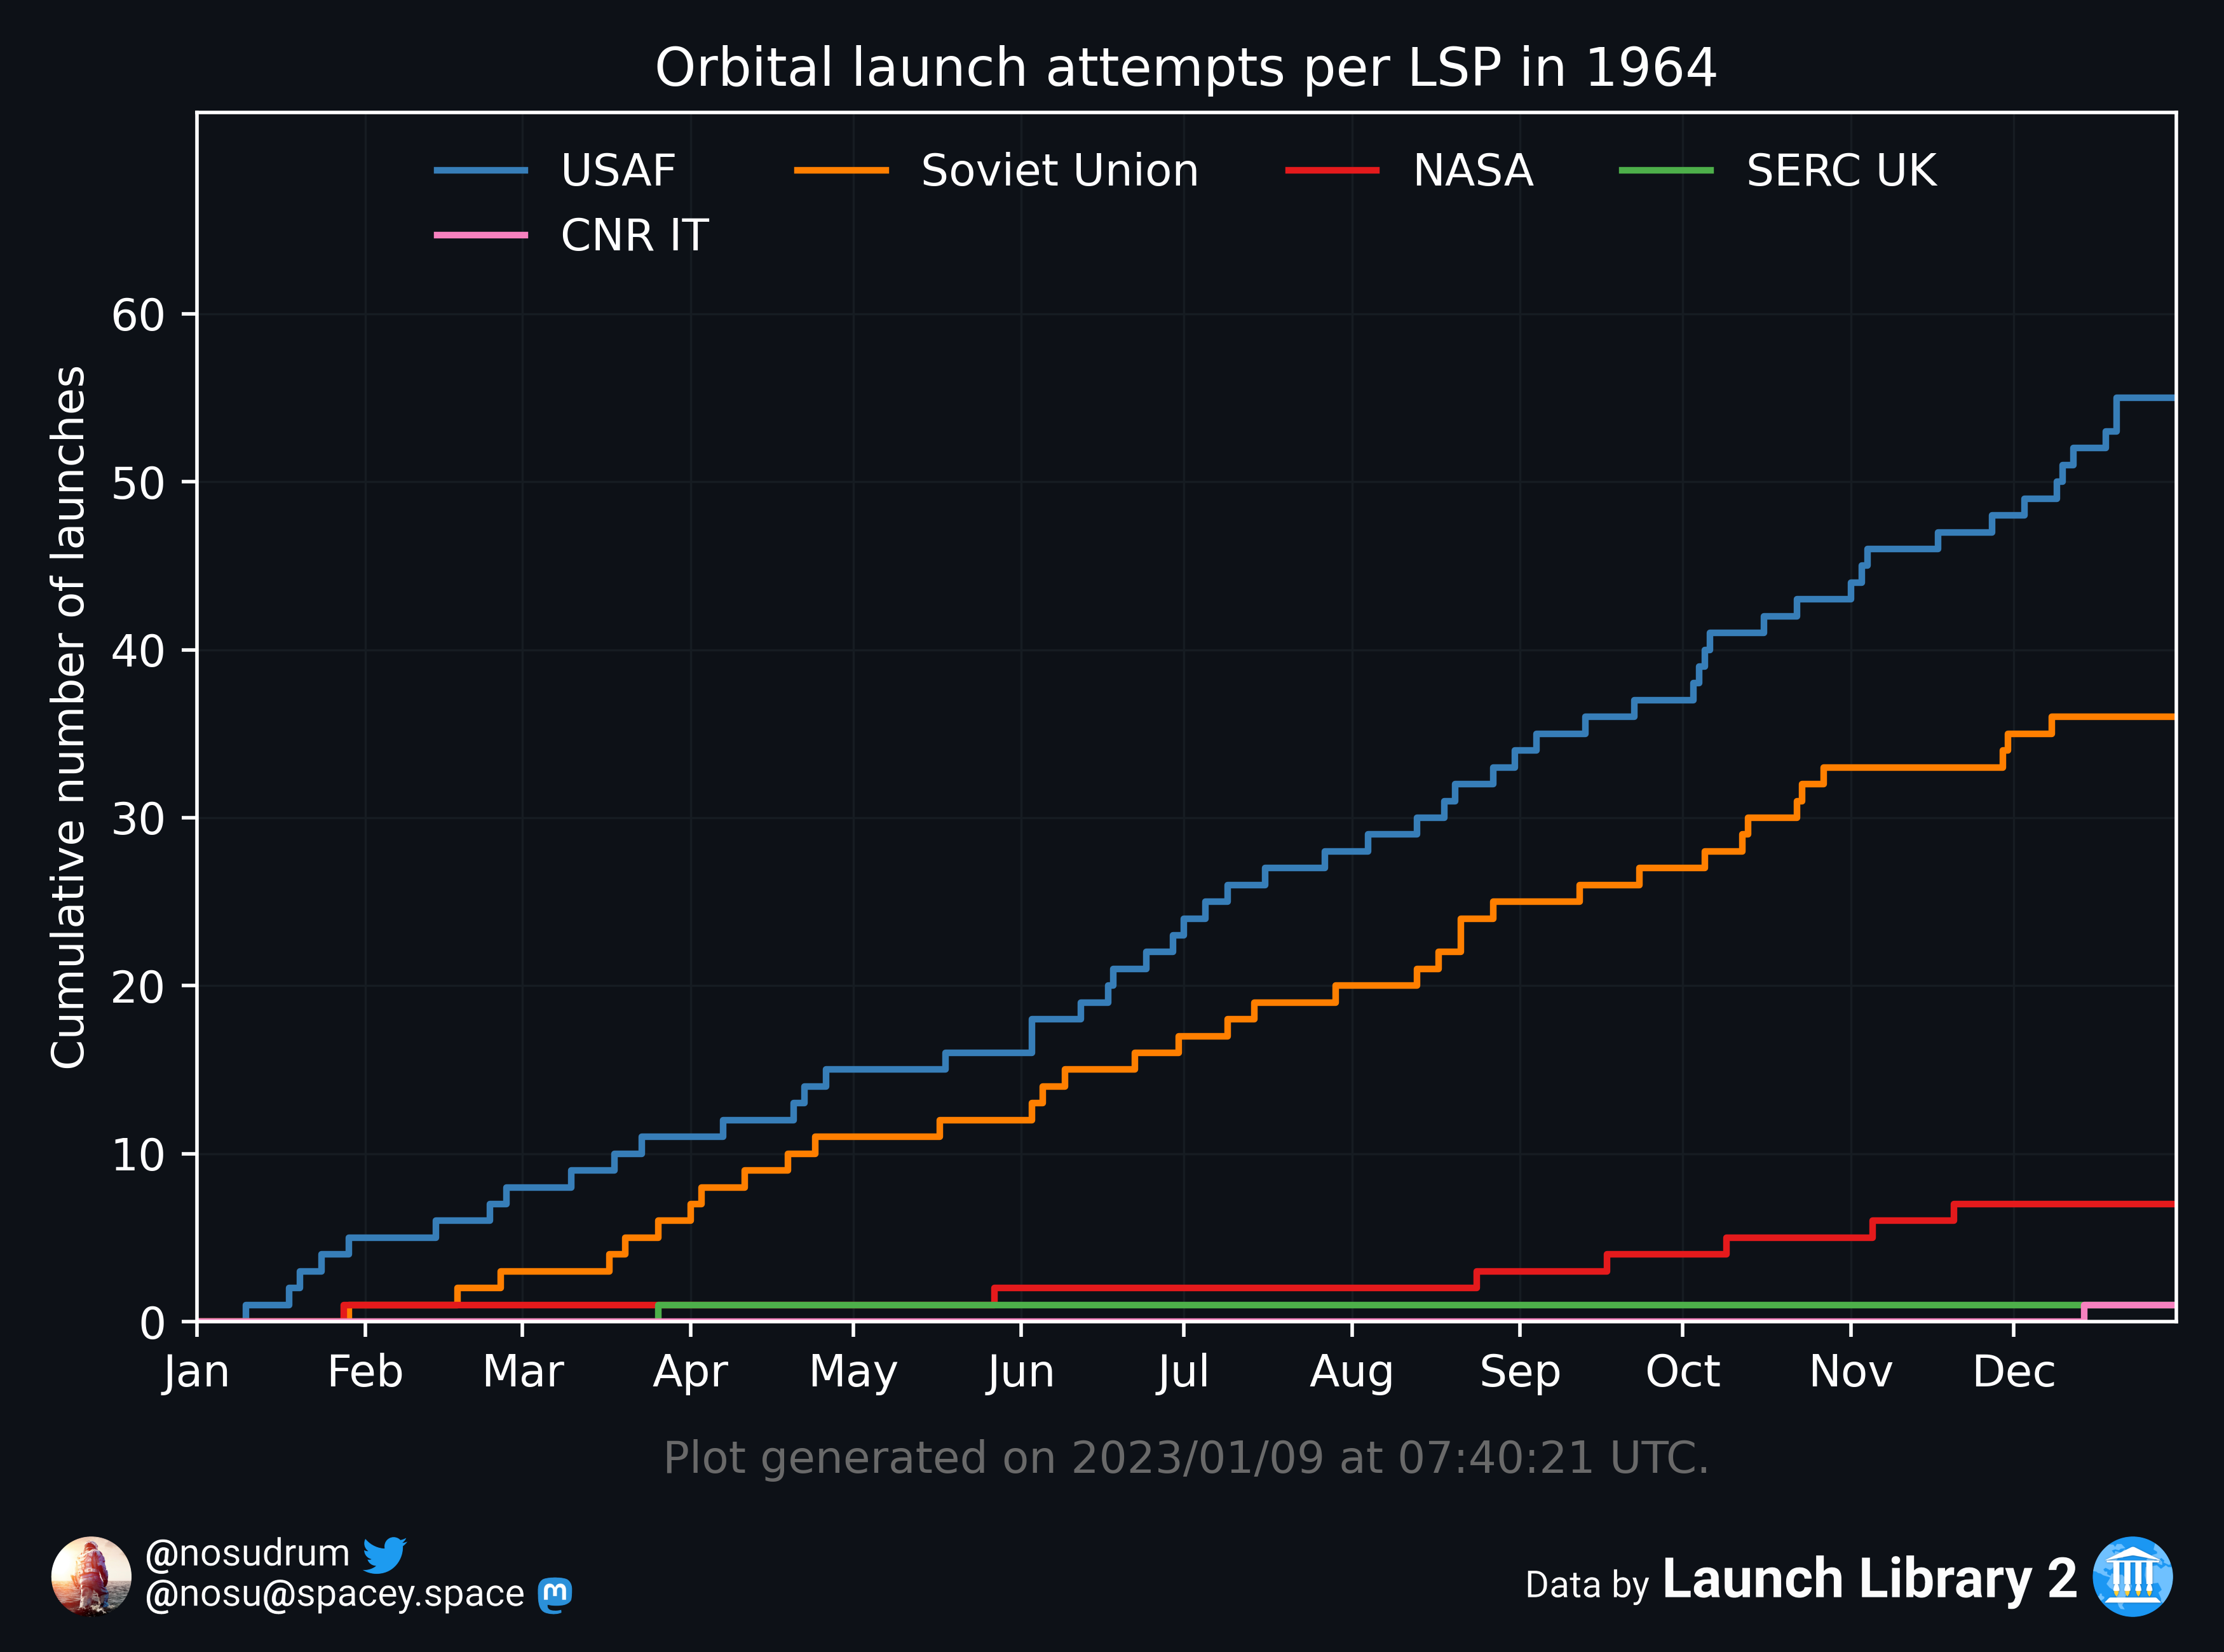 Orbital launch attempts per LSP in 1964
USAF Soviet Union NASA SERC UK
CNR IT
Cumulative number of launches
60
50
40
30
20
10
0
Jan Feb Mar Apr May Jun Jul Aug Sep Oct Nov Dec
Plot generated on 2023/01/09 at 07:40:21 UTC.
@nosudrum
@nosu@spacey.space
Data by Launch Library 2